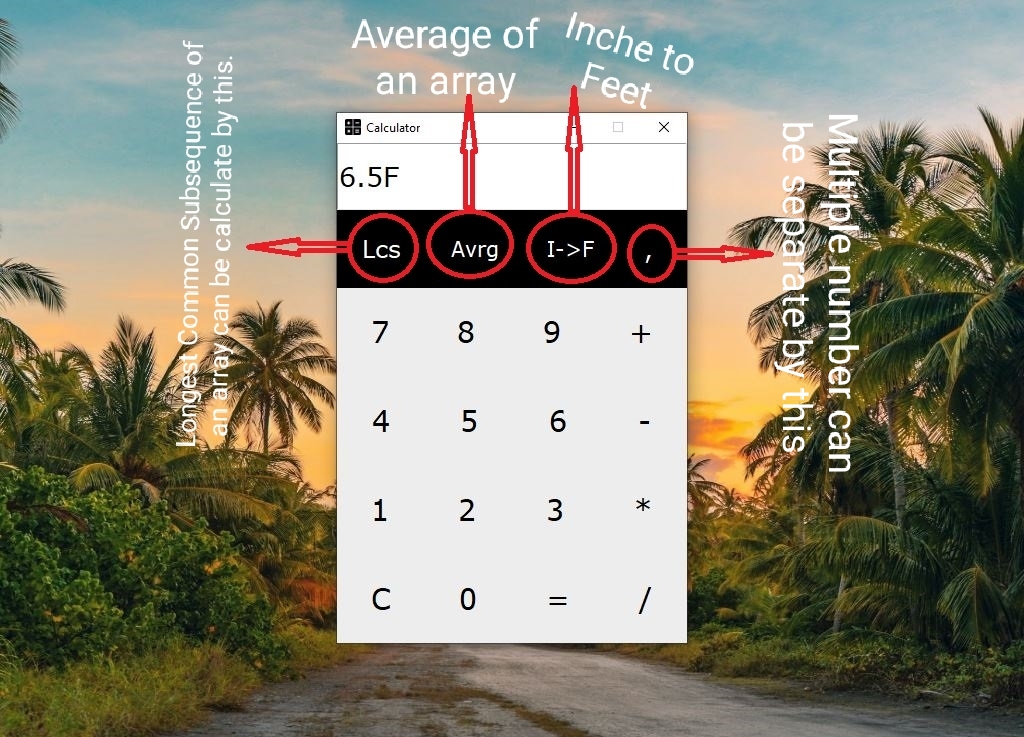 Average of
an array
Inche to
Feet
Longest Common Subsequence of
an array can be calculate by this.
Multiple number can
be separate by this
Calculator
6.5F
Lcs Avrg I->F ,
7 8 9 +
4 5 6 -
1 2 3 *
C 0 = /